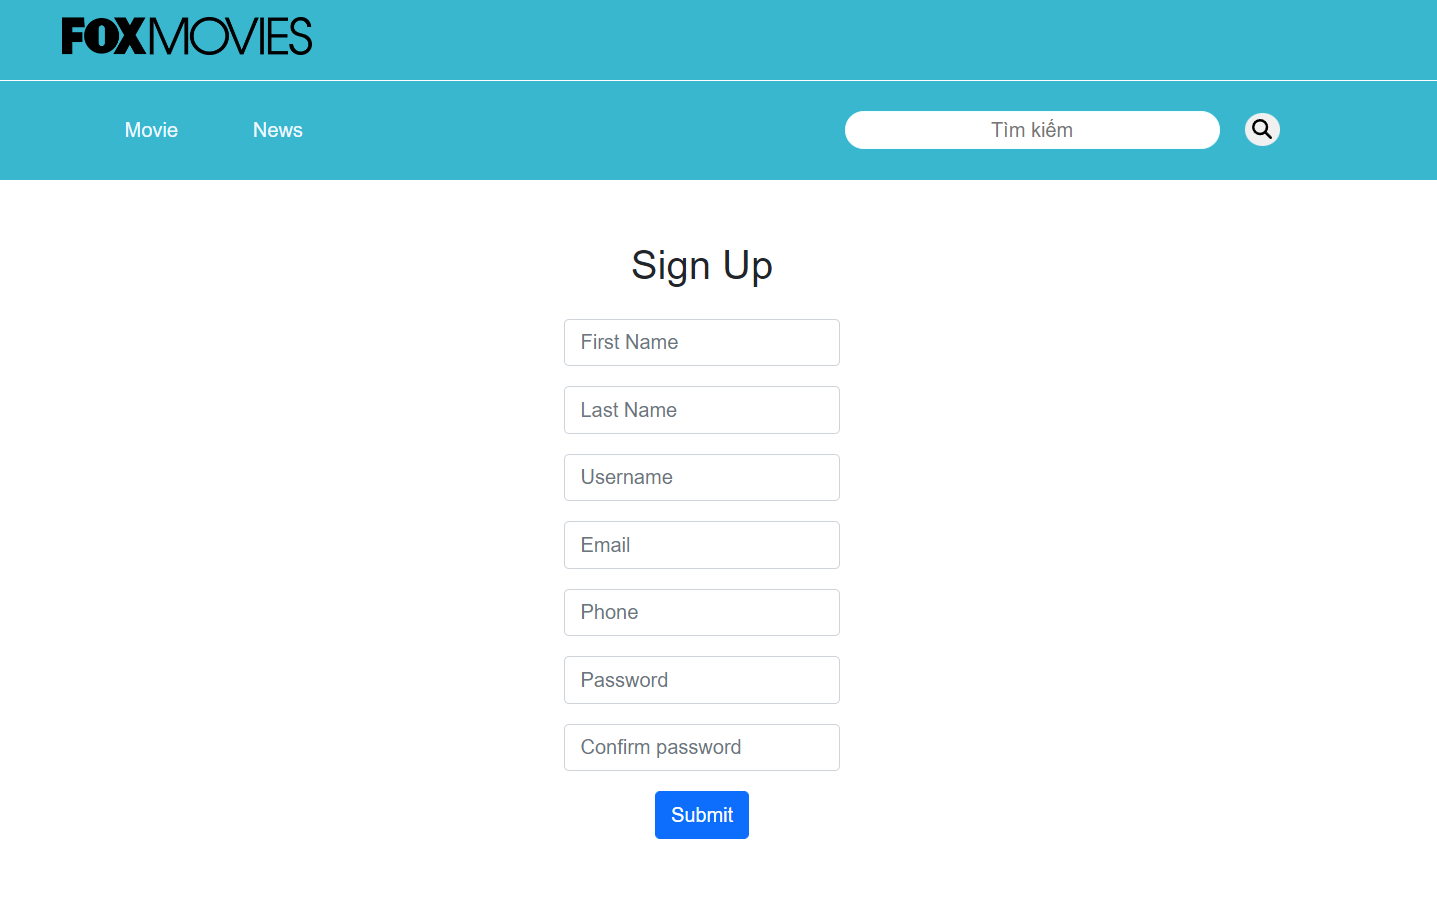 FOXMOVIES
Movie News Tìm kiếm
Sign Up
First Name
Last Name
Username
Email
Phone
Password
Confirm password
Submit